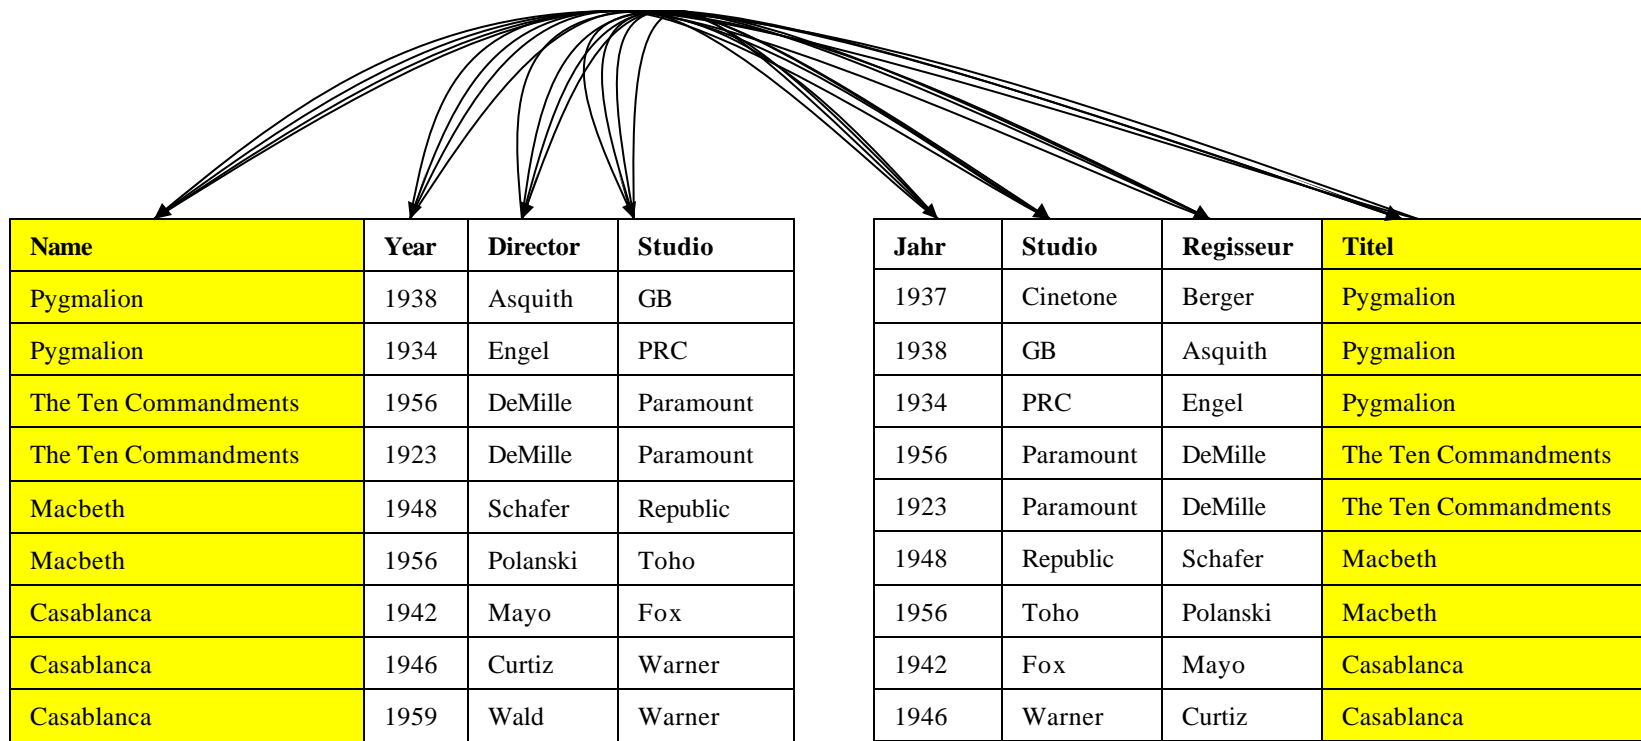 Name Year Director Studio
Pygmalion 1938 Asquith GB
Pygmalion 1934 Engel PRC
The Ten Commandments 1956 DeMille Paramount
The Ten Commandments 1923 DeMille Paramount
Macbeth 1948 Schafer Republic
Macbeth 1956 Polanski Toho
Casablanca 1942 Mayo Fox
Casablanca 1946 Curtiz Warner
Casablanca 1959 Wald Warner
Jahr Studio Regisseur Titel
1937 Cinetone Berger Pygmalion
1938 GB Asquith Pygmalion
1934 PRC Engel Pygmalion
1956 Paramount DeMille The Ten Commandments
1923 Paramount DeMille The Ten Commandments
1948 Republic Schafer Macbeth
1956 Toho Polanski Macbeth
1942 Fox Mayo Casablanca
1946 Warner Curtiz Casablanca